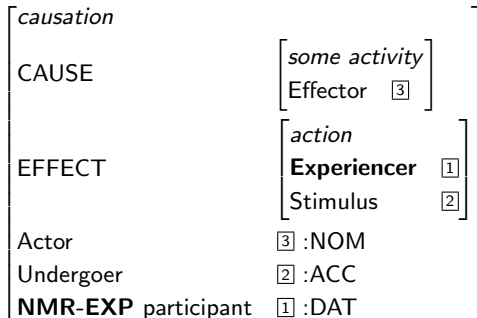 causation
CAUSE
some activity
Effector 3
EFFECT
action
Experiencer 1
Stimulus 2
Actor 3 :NOM
Undergoer 2 :ACC
NMR-EXP participant 1 :DAT